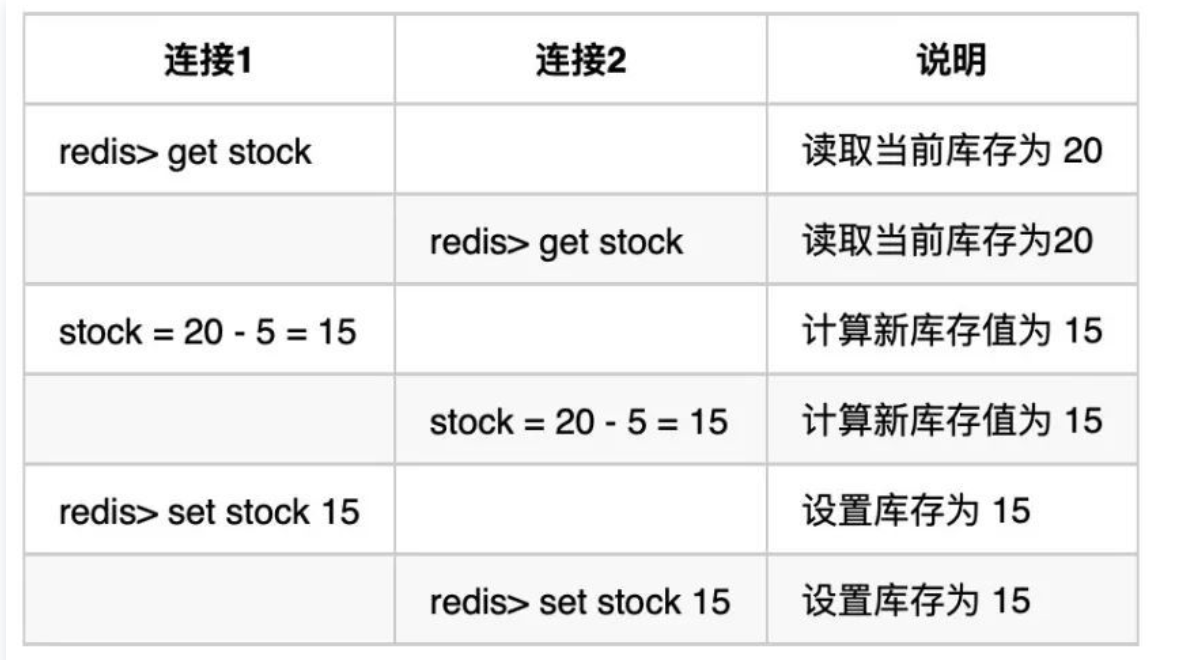 连接1 连接2 说明
redis> get stock 读取当前库存为 20
redis> get stock 读取当前库存为20
stock = 20 - 5 = 15 计算新库存值为 15
stock = 20 - 5 = 15 计算新库存值为 15
redis> set stock 15 设置库存为 15
redis> set stock 15 设置库存为 15